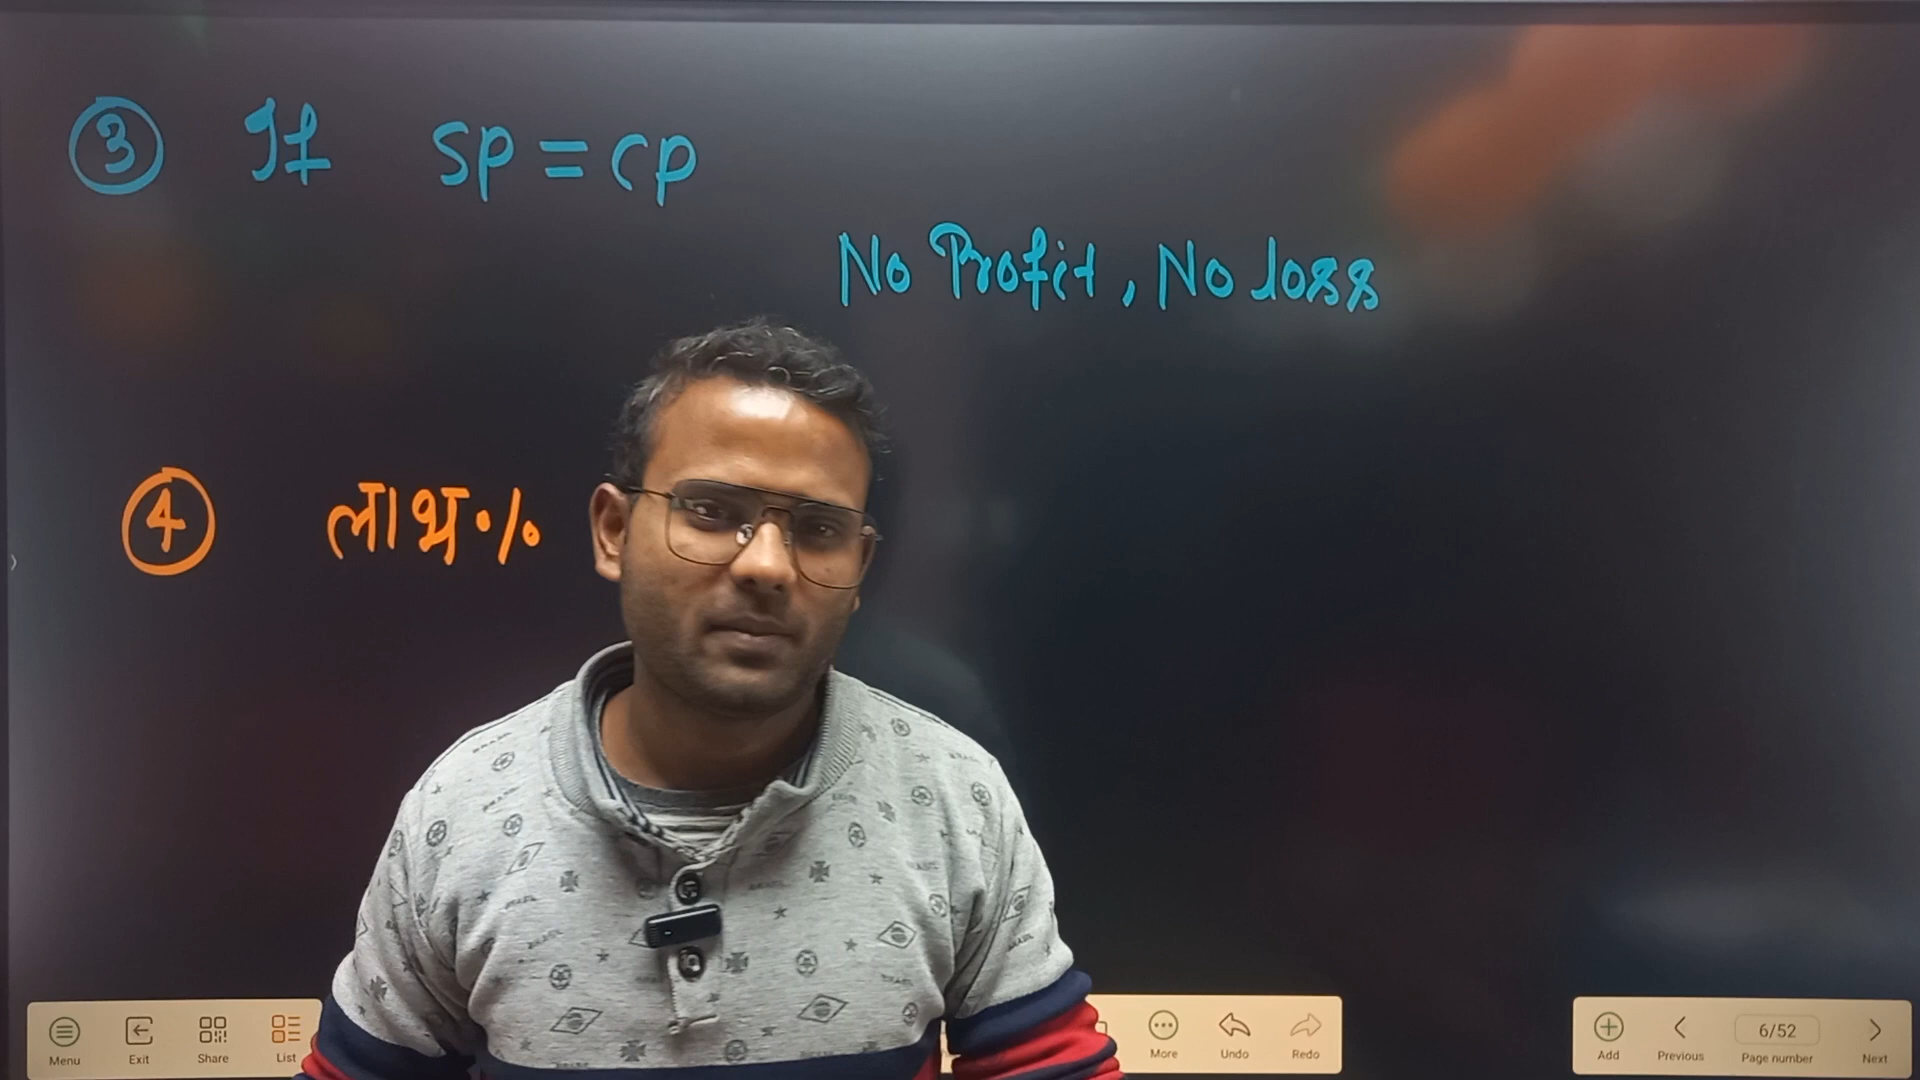 ③ If SP = CP
No Profit, No loss
④ लाभ%
Menu Exit Share List More Undo Redo Add Previous 6/52 Page number Next